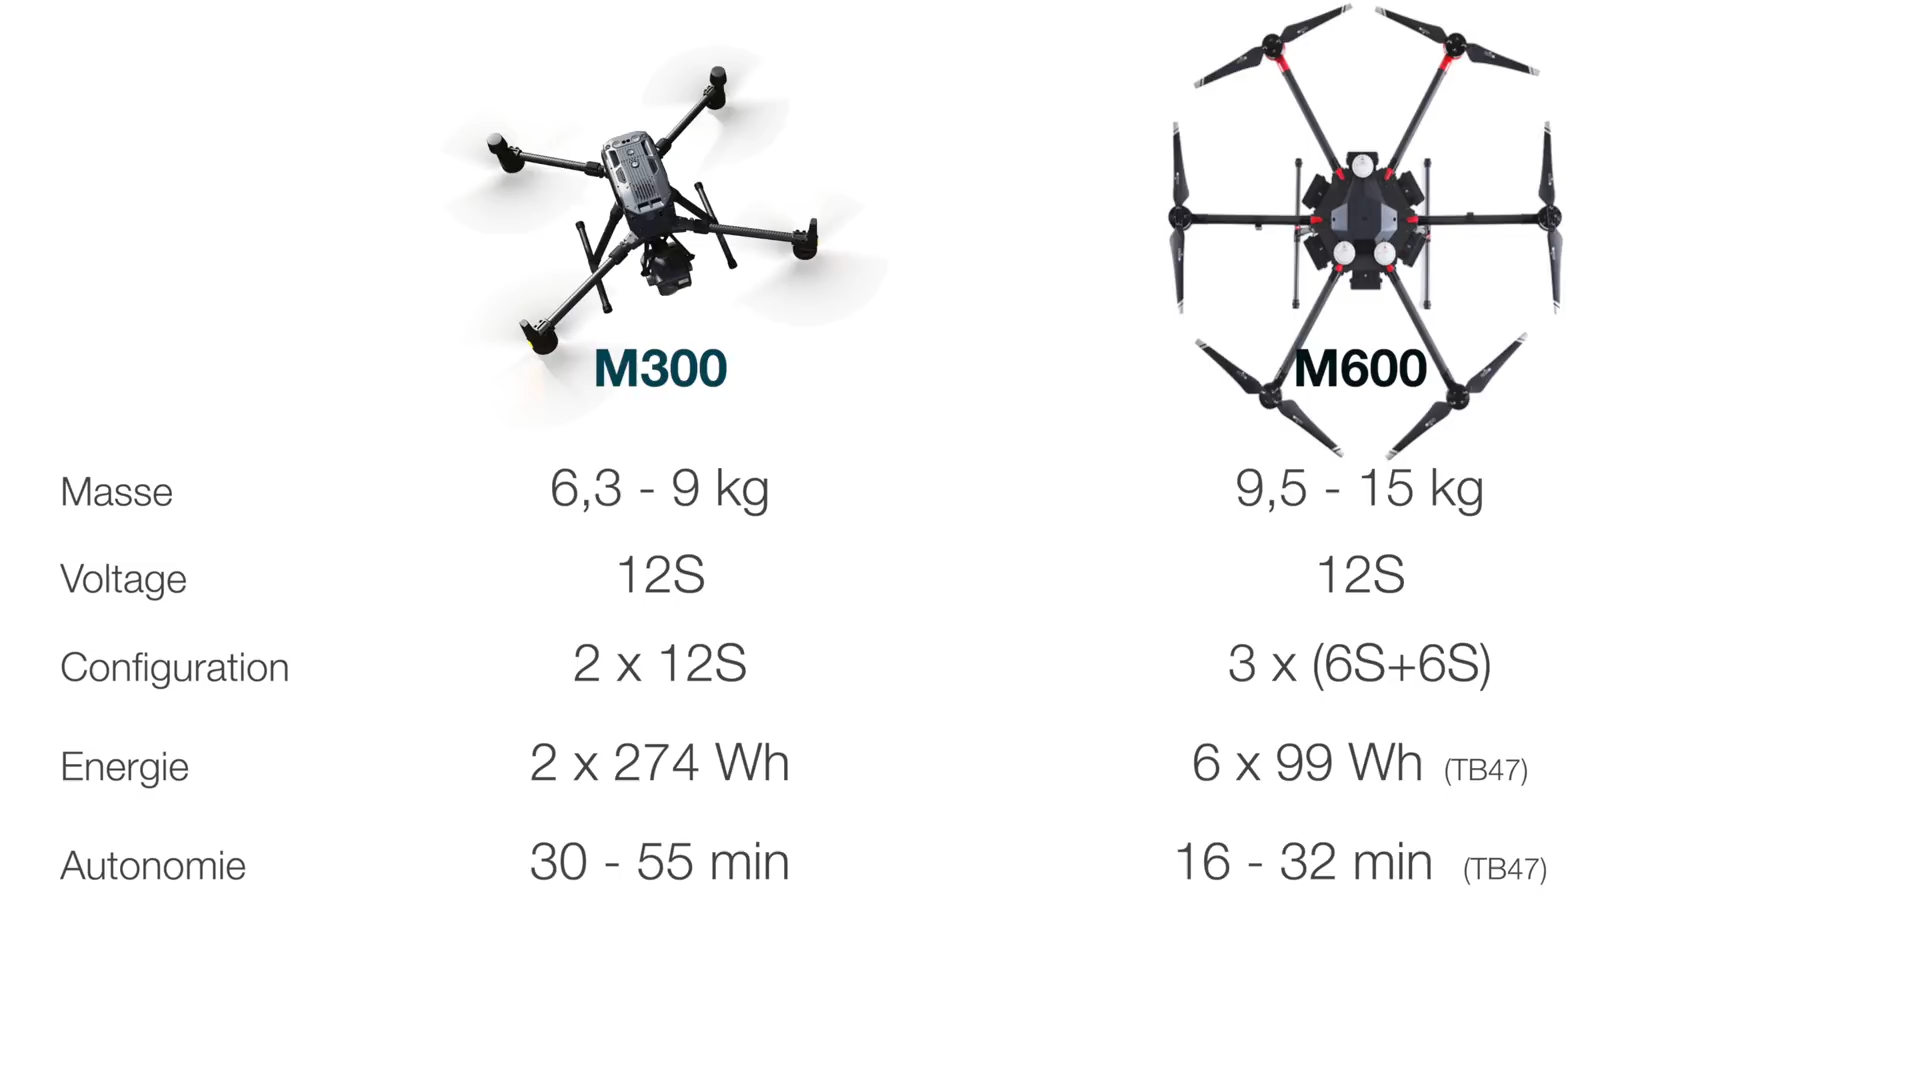 M300
M600
Masse
6,3 - 9 kg
9,5 - 15 kg
Voltage
12S
12S
Configuration
2 x 12S
3 x (6S+6S)
Energie
2 x 274 Wh
6 x 99 Wh (TB47)
Autonomie
30 - 55 min
16 - 32 min (TB47)